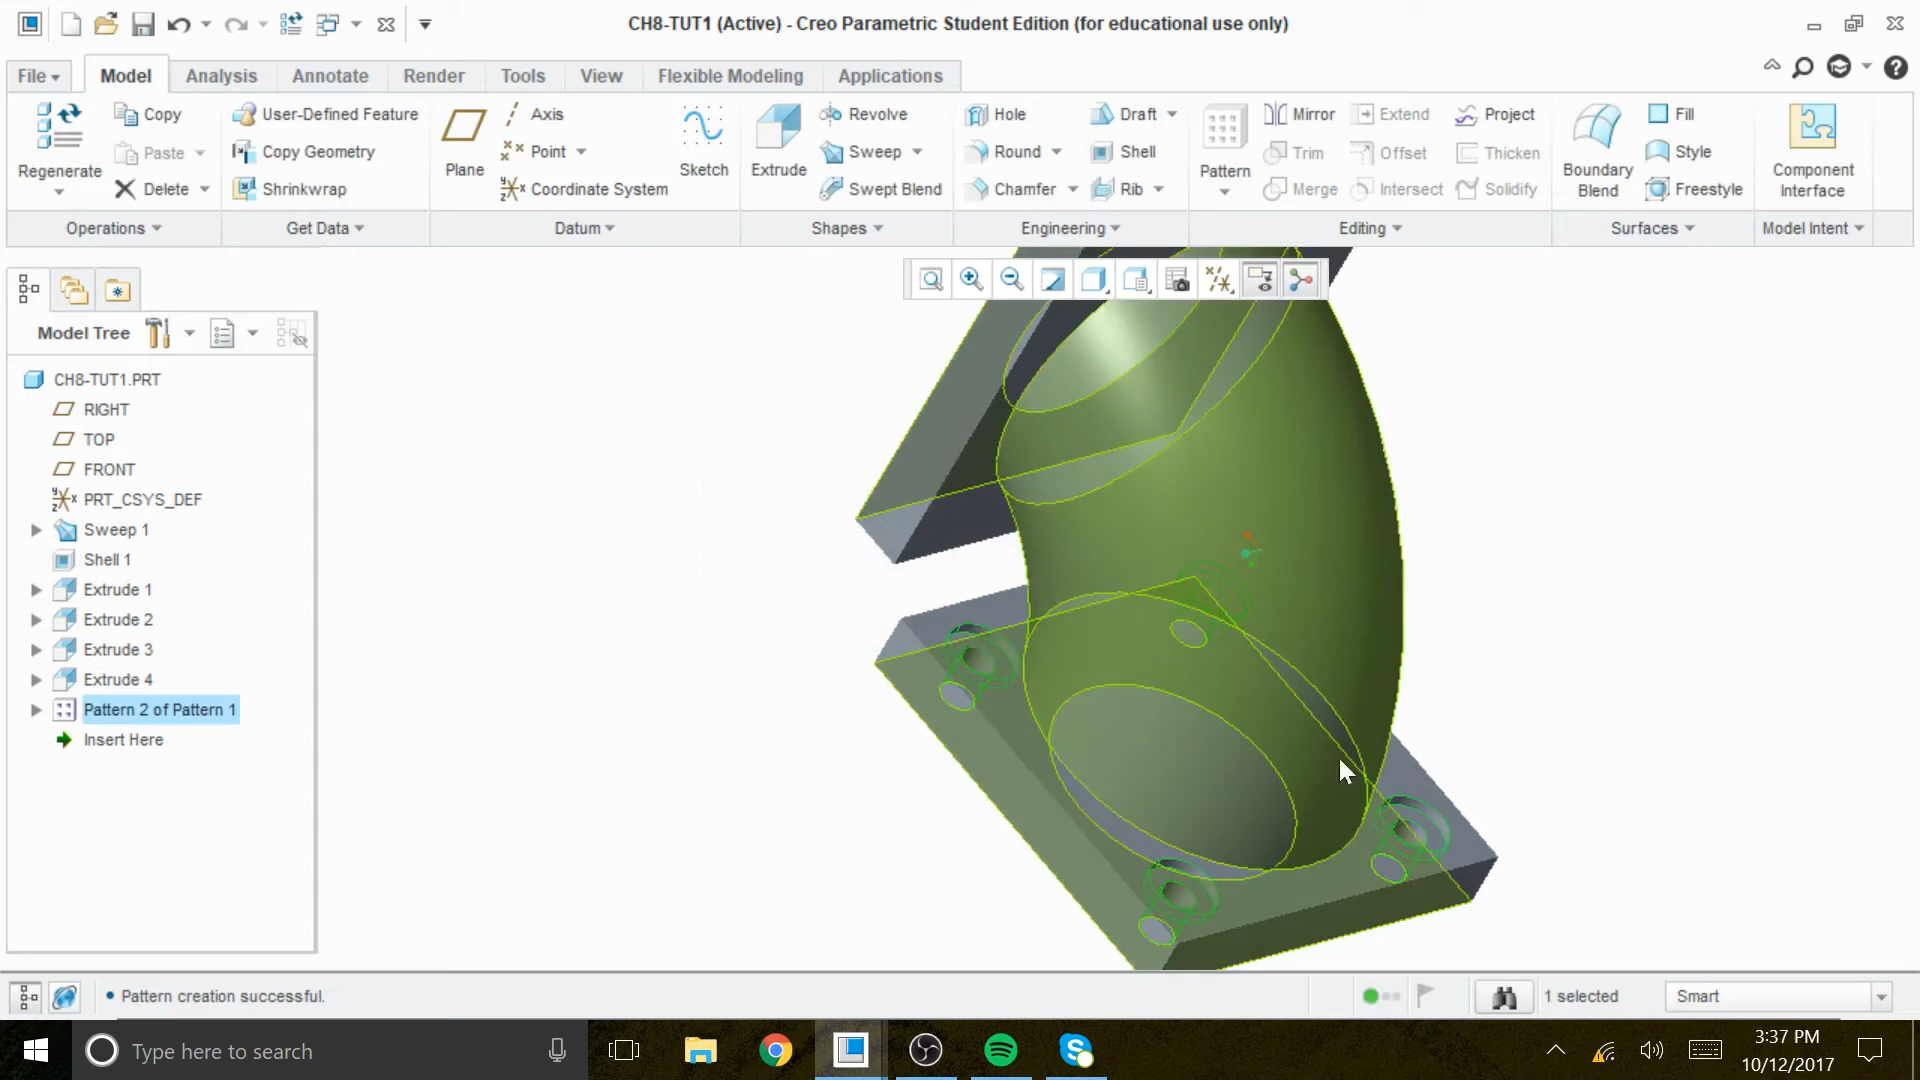 CH8-TUT1 (Active) - Creo Parametric Student Edition (for educational use only)
File Model Analysis Annotate Render Tools View Flexible Modeling Applications
Regenerate
Copy
Paste
Delete
Operations
User-Defined Feature
Copy Geometry
Shrinkwrap
Get Data
Plane
Axis
Point
Coordinate System
Sketch
Datum
Extrude
Revolve
Sweep
Swept Blend
Shapes
Hole
Round
Chamfer
Draft
Shell
Rib
Engineering
Pattern
Mirror
Trim
Merge
Extend
Offset
Intersect
Project
Thicken
Solidify
Editing
Boundary
Blend
Fill
Style
Freestyle
Surfaces
Component
Interface
Model Intent
Model Tree
CH8-TUT1.PRT
RIGHT
TOP
FRONT
PRT_CSYS_DEF
Sweep 1
Shell 1
Extrude 1
Extrude 2
Extrude 3
Extrude 4
Pattern 2 of Pattern 1
Insert Here
• Pattern creation successful.
1 selected
Smart
Type here to search
3:37 PM
10/12/2017